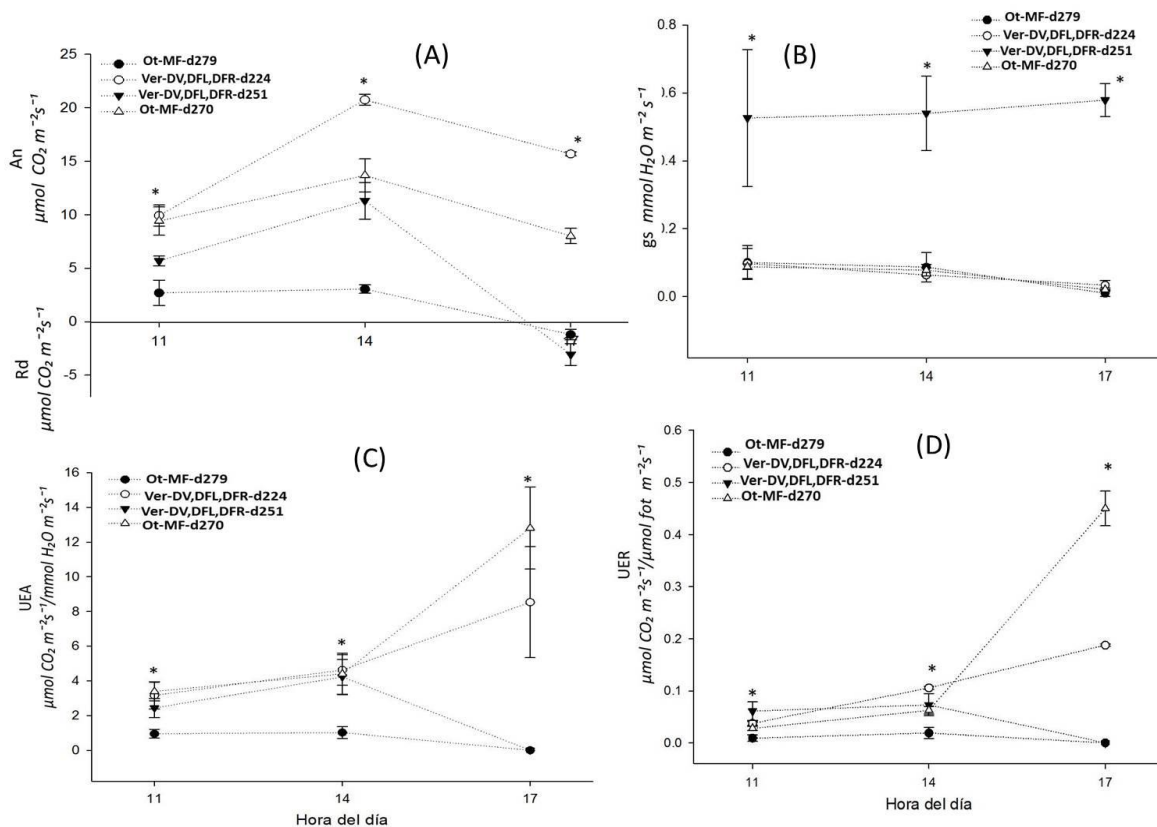 (A)
Ot-MF-d279
Ver-DV,DFL,DFR-d224
Ver-DV,DFL,DFR-d251
Ot-MF-d270
An
µmol CO₂ m⁻²s⁻¹
Rd
µmol CO₂ m⁻²s⁻¹
25
20
15
10
5
0
-5
11
14
*
*
*
(B)
Ot-MF-d279
Ver-DV,DFL,DFR-d224
Ver-DV,DFL,DFR-d251
Ot-MF-d270
gs mmol H₂O m⁻² s⁻¹
0.8
0.6
0.4
0.2
0.0
11
14
17
*
*
*
(C)
Ot-MF-d279
Ver-DV,DFL,DFR-d224
Ver-DV,DFL,DFR-d251
Ot-MF-d270
UEA
µmol CO₂ m⁻²s⁻¹/mmol H₂O m⁻²s⁻¹
16
14
12
10
8
6
4
2
0
11
14
17
*
*
*
Hora del día
(D)
Ot-MF-d279
Ver-DV,DFL,DFR-d224
Ver-DV,DFL,DFR-d251
Ot-MF-d270
UER
µmol CO₂ m⁻²s⁻¹/µmol fot m⁻²s⁻¹
0.6
0.5
0.4
0.3
0.2
0.1
0.0
11
14
17
*
*
*
Hora del día